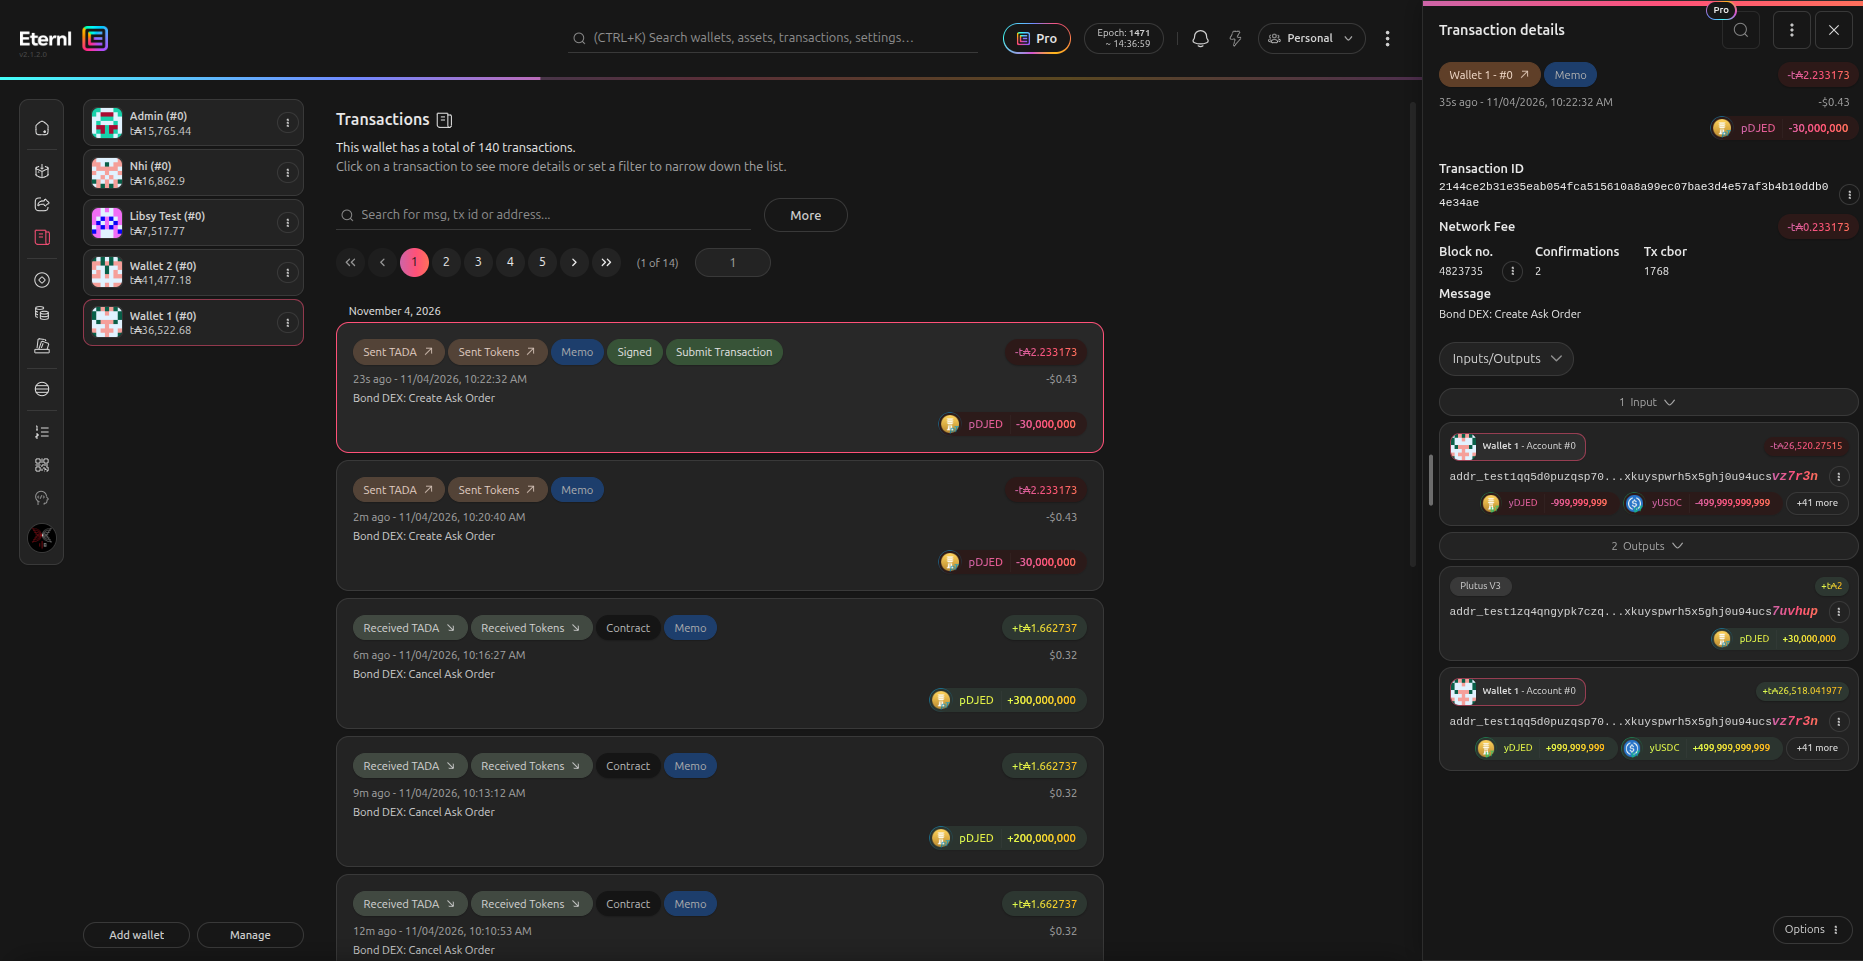 Eternl
v2.1.2.0
(CTRL+K) Search wallets, assets, transactions, settings...
Pro
Epoch: 1471
~ 14:36:59
Personal
Admin (#0)
t₳15,765.44
Nhi (#0)
t₳16,862.9
Libsy Test (#0)
t₳7,517.77
Wallet 2 (#0)
t₳41,477.18
Wallet 1 (#0)
t₳36,522.68
Add wallet
Manage
Transactions
This wallet has a total of 140 transactions.
Click on a transaction to see more details or set a filter to narrow down the list.
Search for msg, tx id or address...
More
1 2 3 4 5 (1 of 14) 1
November 4, 2026
Sent TADA Sent Tokens Memo Signed Submit Transaction -t₳2.233173
23s ago - 11/04/2026, 10:22:32 AM -$0.43
Bond DEX: Create Ask Order
pDJED -30,000,000
Sent TADA Sent Tokens Memo -t₳2.233173
2m ago - 11/04/2026, 10:20:40 AM -$0.43
Bond DEX: Create Ask Order
pDJED -30,000,000
Received TADA Received Tokens Contract Memo +t₳1.662737
6m ago - 11/04/2026, 10:16:27 AM $0.32
Bond DEX: Cancel Ask Order
pDJED +300,000,000
Received TADA Received Tokens Contract Memo +t₳1.662737
9m ago - 11/04/2026, 10:13:12 AM $0.32
Bond DEX: Cancel Ask Order
pDJED +200,000,000
Received TADA Received Tokens Contract Memo +t₳1.662737
12m ago - 11/04/2026, 10:10:53 AM $0.32
Bond DEX: Cancel Ask Order
Pro
Transaction details
Wallet 1 - #0 Memo -t₳2.233173
35s ago - 11/04/2026, 10:22:32 AM -$0.43
pDJED -30,000,000
Transaction ID
2144ce2b31e35eab054fca515610a8a99ec07bae3d4e57af3b4b10ddb0
4e34ae
Network Fee -t₳0.233173
Block no. Confirmations Tx cbor
4823735 2 1768
Message
Bond DEX: Create Ask Order
Inputs/Outputs
1 Input
Wallet 1 - Account #0 -t₳26,520.27515
addr_test1qq5d0puzqsp70...xkuyspwrh5x5ghj0u94ucsvz7r3n
yDJED -999,999,999 yUSDC -499,999,999,999 +41 more
2 Outputs
Plutus V3 +t₳2
addr_test1zq4qngypk7czq...xkuyspwrh5x5ghj0u94ucs7uvhup
pDJED +30,000,000
Wallet 1 - Account #0 +t₳26,518.041977
addr_test1qq5d0puzqsp70...xkuyspwrh5x5ghj0u94ucsvz7r3n
yDJED +999,999,999 yUSDC +499,999,999,999 +41 more
Options